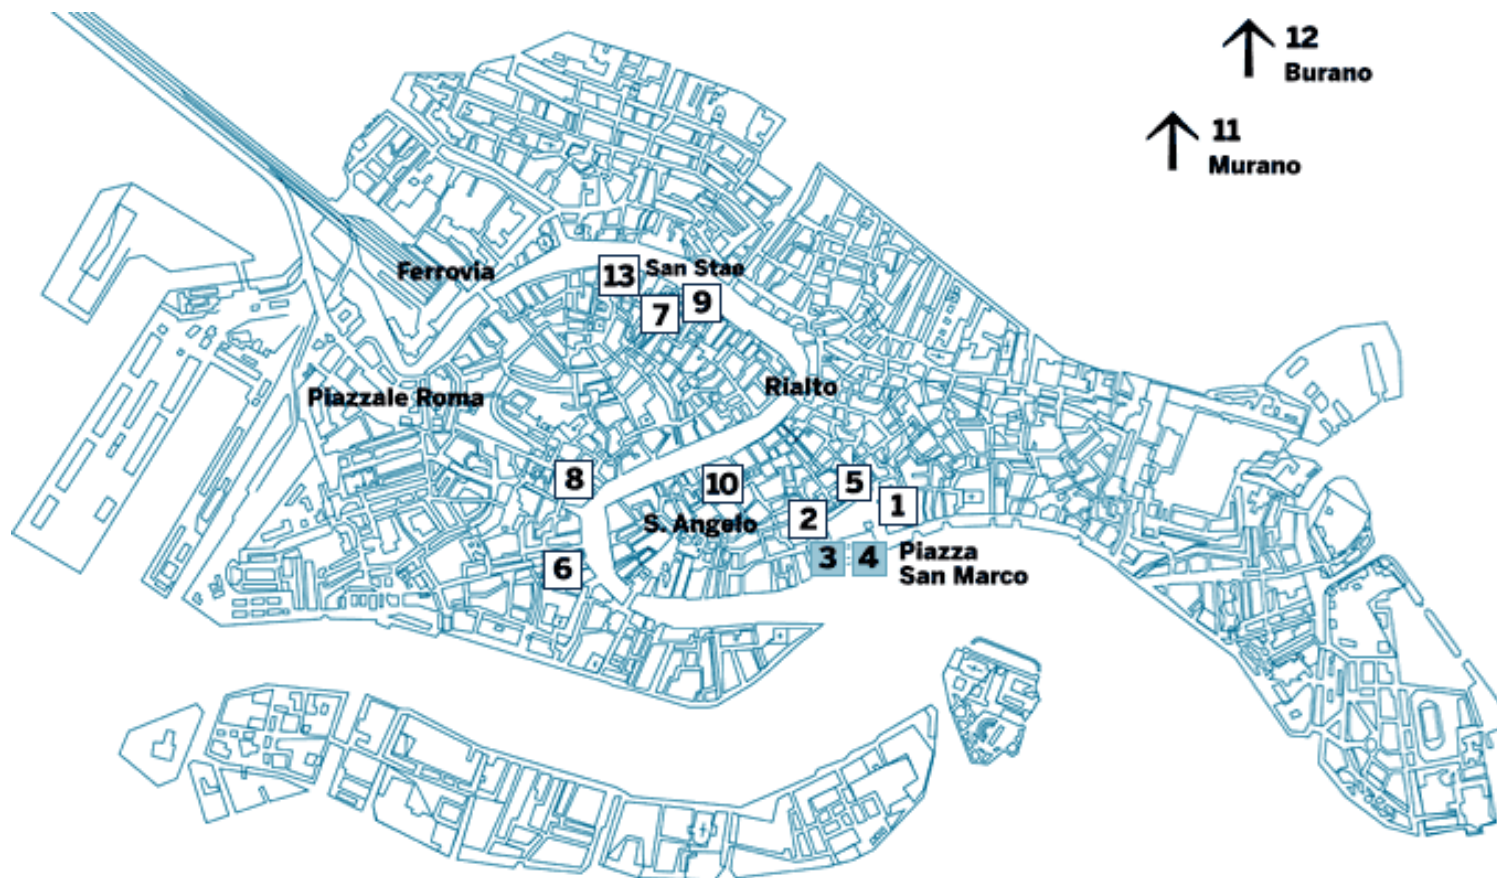 12
Burano
11
Murano
Ferrovia
13
San Stae
7
9
Piazzale Roma
Rialto
8
10
5
1
2
S. Angelo
6
3
4
Piazza
San Marco